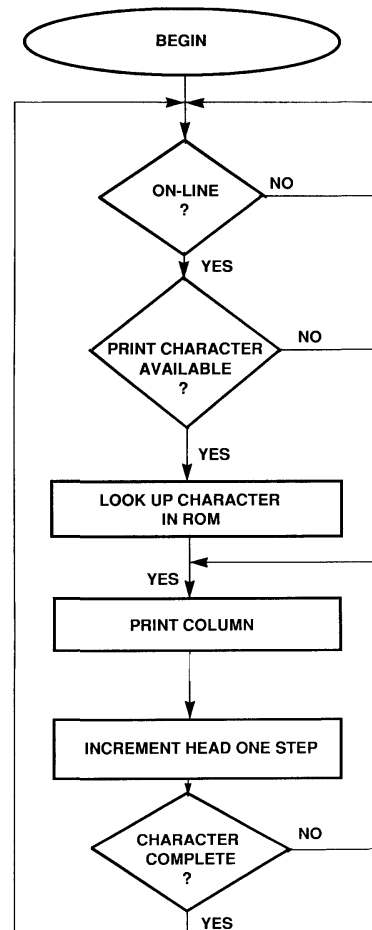 BEGIN
ON-LINE
?
NO
YES
PRINT CHARACTER
AVAILABLE
?
NO
YES
LOOK UP CHARACTER
IN ROM
YES
PRINT COLUMN
INCREMENT HEAD ONE STEP
CHARACTER
COMPLETE
?
NO
YES